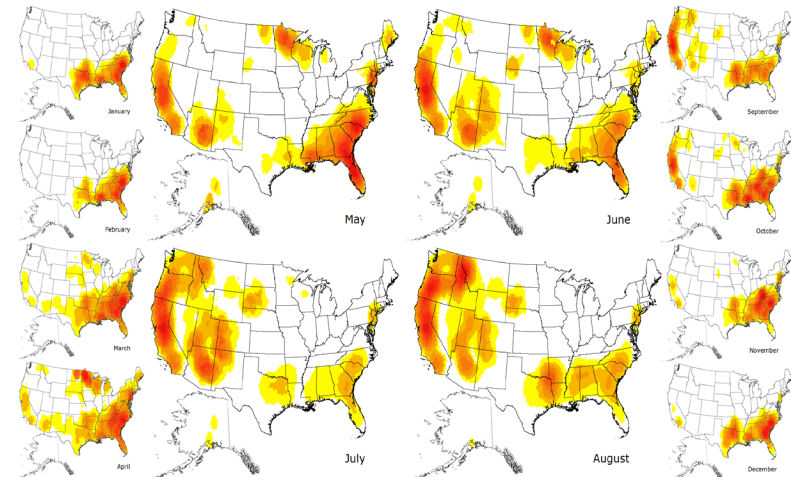 January
February
March
April
May
June
July
August
September
October
November
December